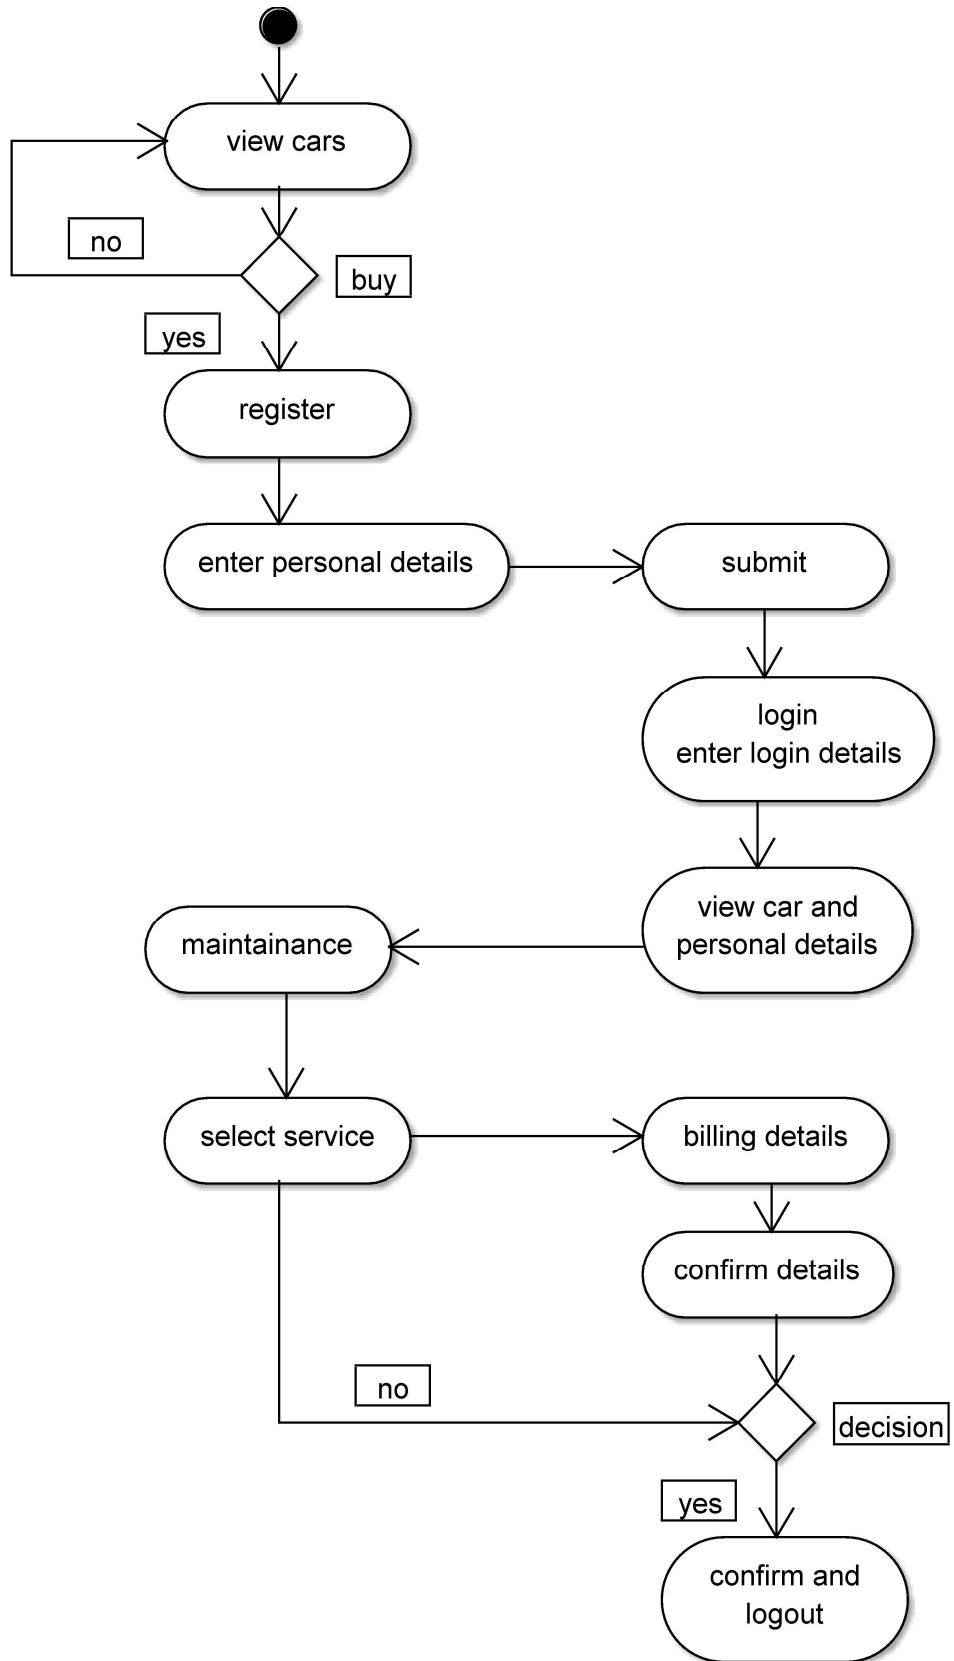 view cars
no
buy
yes
register
enter personal details
submit
login
enter login details
view car and
personal details
maintainance
select service
billing details
confirm details
no
decision
yes
confirm and
logout